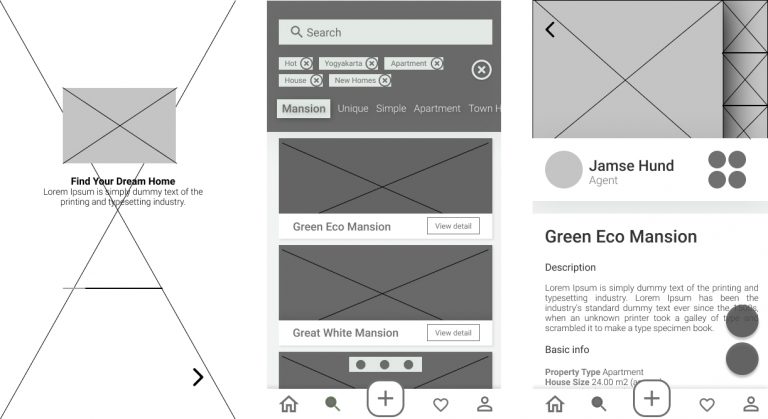 Find Your Dream Home
Lorem Ipsum is simply dummy text of the
printing and typesetting industry.
Search
Hot
Yogyakarta
Apartment
House
New Homes
Mansion Unique Simple Apartment Town H
Green Eco Mansion
View detail
Great White Mansion
View detail
Jamse Hund
Agent
Green Eco Mansion
Description
Lorem Ipsum is simply dummy text of the printing and
typesetting industry. Lorem Ipsum has been the
industry's standard dummy text ever since the 1500s,
when an unknown printer took a galley of type and
scrambled it to make a type specimen book.
Basic info
Property Type Apartment
House Size 24.00 m2